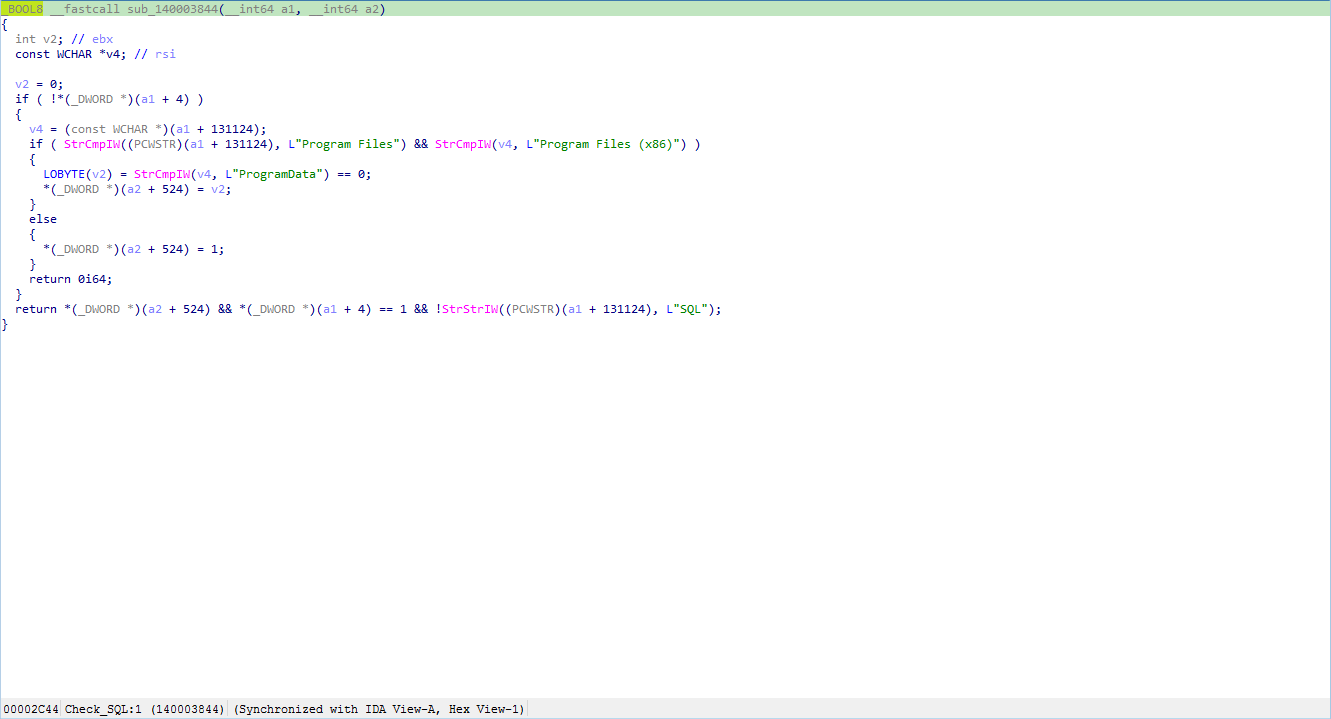 _BOOL8 __fastcall sub_140003844(__int64 a1, __int64 a2)
{
  int v2; // ebx
  const WCHAR *v4; // rsi

  v2 = 0;
  if ( !*(_DWORD *)(a1 + 4) )
  {
    v4 = (const WCHAR *)(a1 + 131124);
    if ( StrCmpIW((PCWSTR)(a1 + 131124), L"Program Files") && StrCmpIW(v4, L"Program Files (x86)") )
    {
      LOBYTE(v2) = StrCmpIW(v4, L"ProgramData") == 0;
      *(_DWORD *)(a2 + 524) = v2;
    }
    else
    {
      *(_DWORD *)(a2 + 524) = 1;
    }
    return 0i64;
  }
  return *(_DWORD *)(a2 + 524) && *(_DWORD *)(a1 + 4) == 1 && !StrStrIW((PCWSTR)(a1 + 131124), L"SQL");
}
00002C44 Check_SQL:1 (140003844) (Synchronized with IDA View-A, Hex View-1)